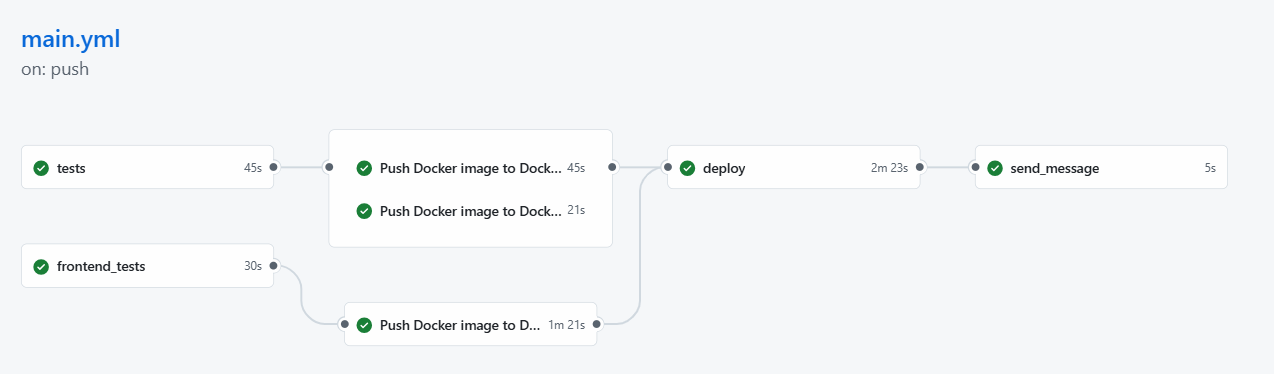 main.yml
on: push
tests 45s
Push Docker image to Dock... 45s
Push Docker image to Dock... 21s
deploy 2m 23s
send_message 5s
frontend_tests 30s
Push Docker image to D... 1m 21s